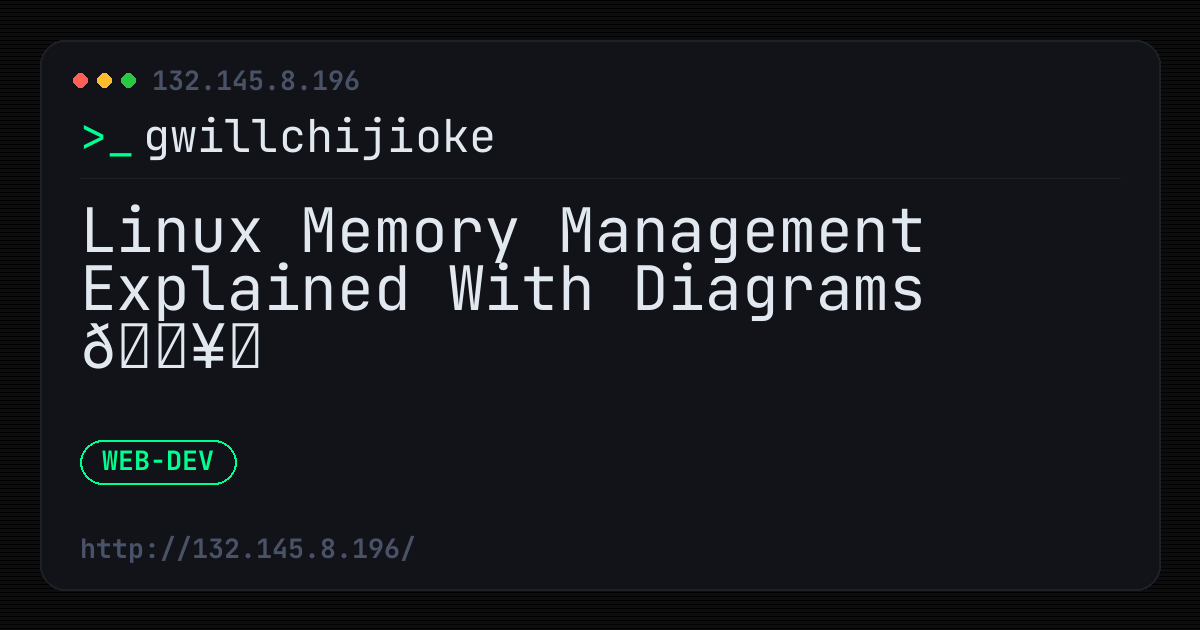 132.145.8.196
>_ gwillchijioke
Linux Memory Management
Explained With Diagrams
ð¥
WEB-DEV
http://132.145.8.196/